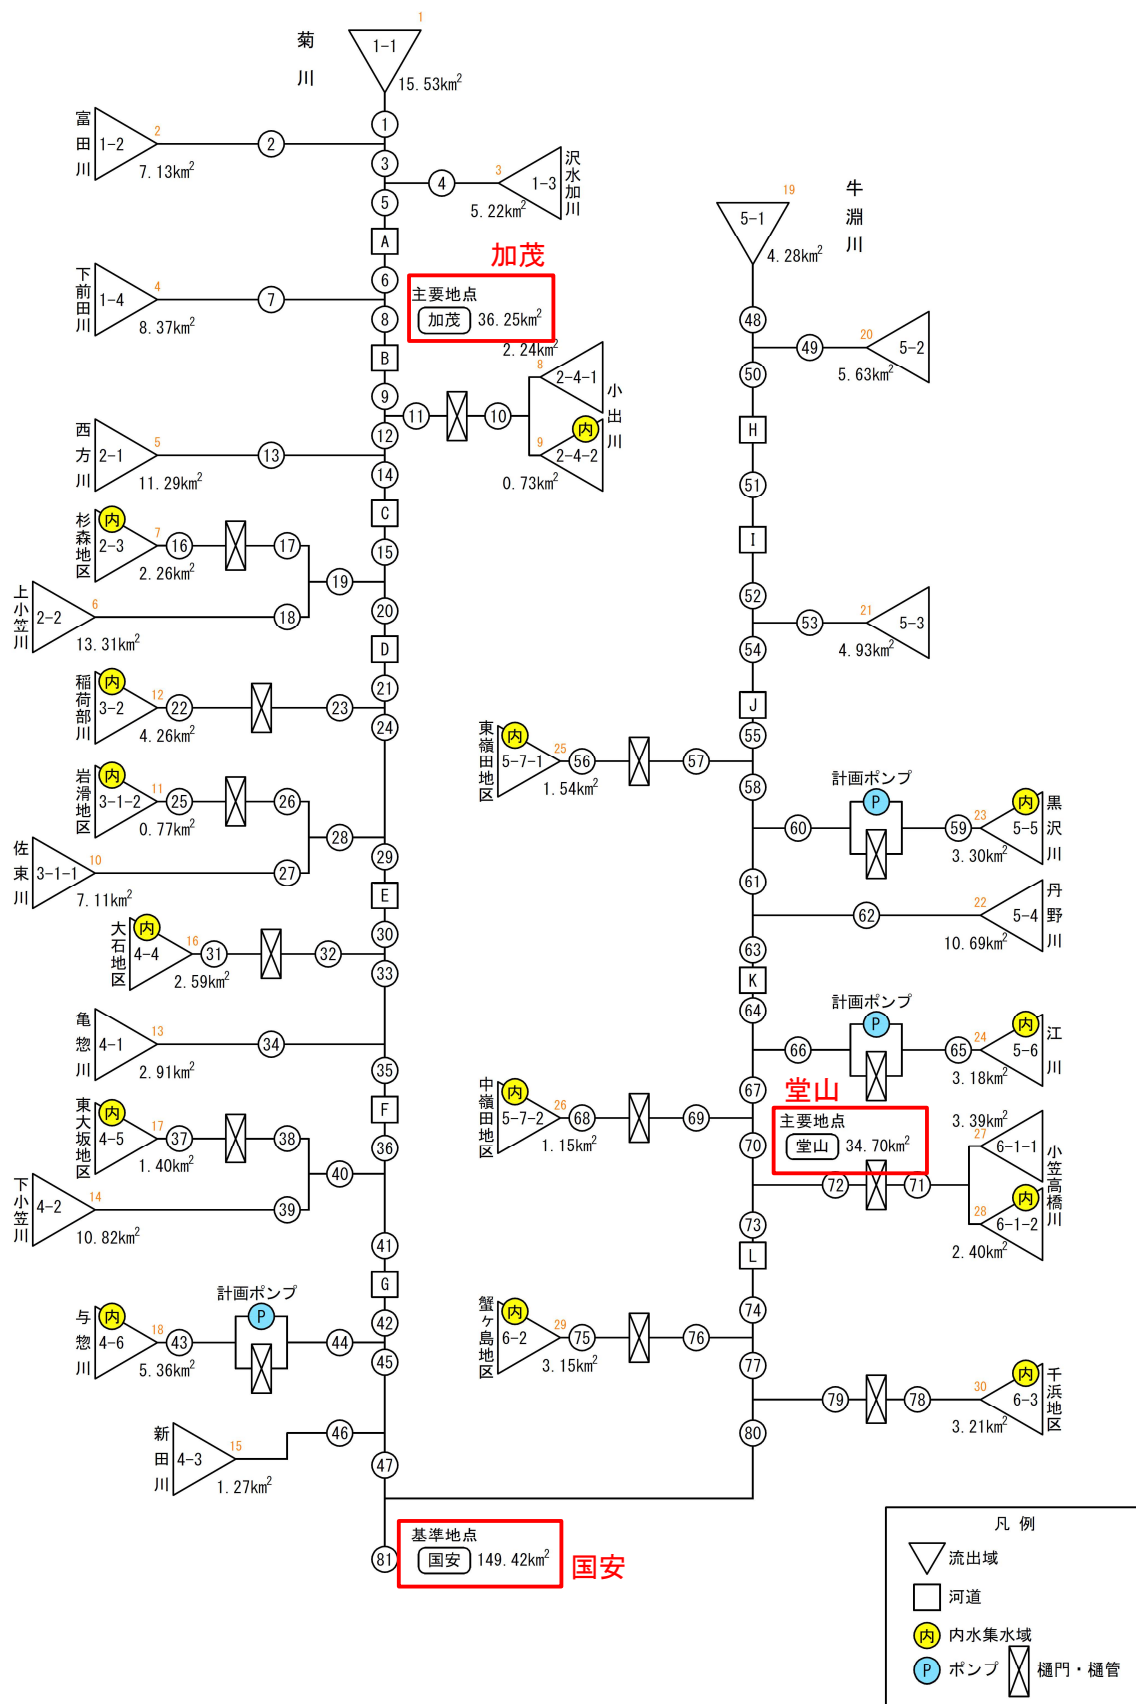 菊川
1
1-1
15.53km²
1
富田川
2
1-2
7.13km²
2
3
沢水加川
3
1-3
5.22km²
4
5
A
6
下前田川
4
1-4
8.37km²
7
加茂
主要地点
加茂 36.25km²
8
B
9
2.24km²
8
2-4-1
小出川
内
9
2-4-2
0.73km²
10
11
12
西方川
5
2-1
11.29km²
13
14
C
15
杉森地区
内
7
2-3
2.26km²
16
17
上小笠川
6
2-2
13.31km²
18
19
20
D
21
稲荷部川
内
12
3-2
4.26km²
22
23
24
岩滑地区
内
11
3-1-2
0.77km²
25
26
佐東川
10
3-1-1
7.11km²
27
28
29
E
30
大石地区
内
16
4-4
2.59km²
31
32
33
亀惣川
13
4-1
2.91km²
34
35
F
36
東大坂地区
内
17
4-5
1.40km²
37
38
下小笠川
14
4-2
10.82km²
39
40
41
G
42
計画ポンプ
P
与惣川
内
18
4-6
5.36km²
43
44
45
新田川
15
4-3
1.27km²
46
47
牛淵川
19
5-1
4.28km²
48
20
5-2
5.63km²
49
50
H
51
I
52
21
5-3
4.93km²
53
54
J
55
東嶺田地区
内
25
5-7-1
1.54km²
56
57
58
計画ポンプ
P
黒沢川
内
23
5-5
3.30km²
59
60
61
丹野川
22
5-4
10.69km²
62
63
K
64
計画ポンプ
P
江川
内
24
5-6
3.18km²
65
66
67
中嶺田地区
内
26
5-7-2
1.15km²
68
69
70
堂山
主要地点
堂山 34.70km²
3.39km²
27
6-1-1
小笠高橋川
内
28
6-1-2
2.40km²
71
72
73
L
74
蟹ヶ島地区
内
29
6-2
3.15km²
75
76
77
千浜地区
内
30
6-3
3.21km²
78
79
80
基準地点
国安 149.42km²
国安
81
凡例
流出域
河道
内 内水集水域
P ポンプ 樋門・樋管